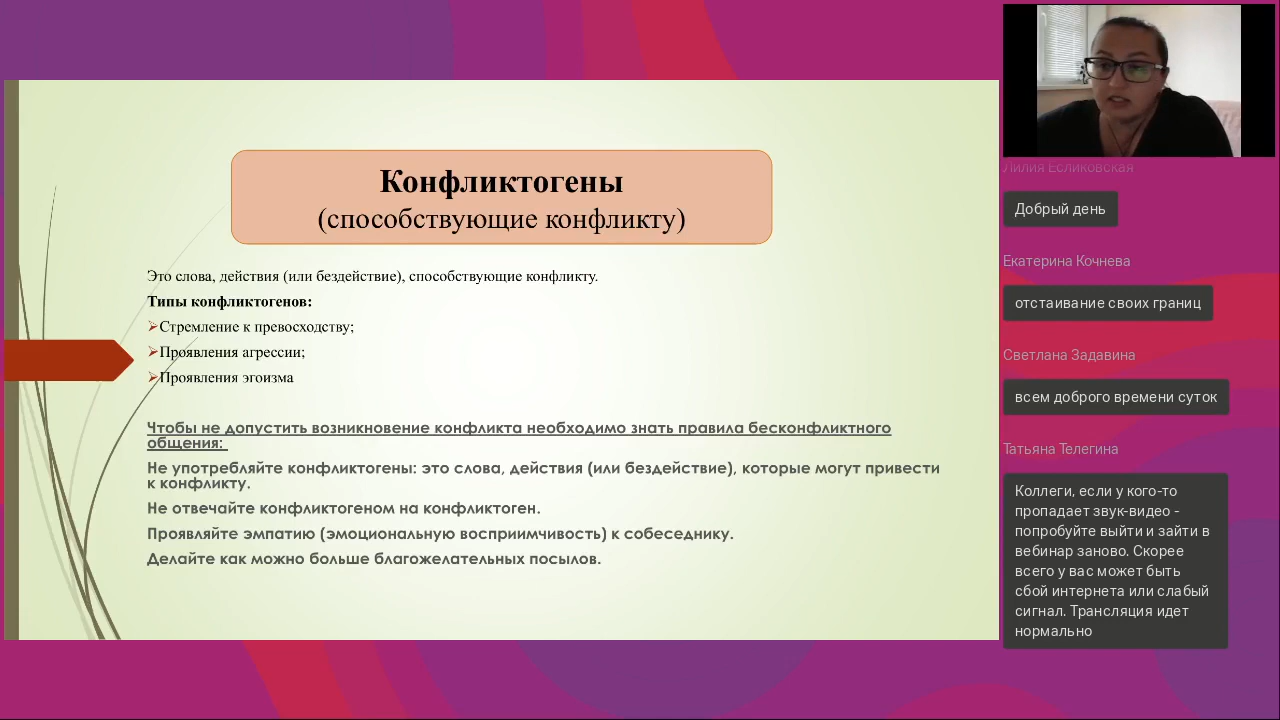 Конфликтогены
(способствующие конфликту)
Это слова, действия (или бездействие), способствующие конфликту.
Типы конфликтогенов:
Стремление к превосходству;
Проявления агрессии;
Проявления эгоизма
Чтобы не допустить возникновение конфликта необходимо знать правила бесконфликтного
общения:
Не употребляйте конфликтогены: это слова, действия (или бездействие), которые могут привести
к конфликту.
Не отвечайте конфликтогеном на конфликтоген.
Проявляйте эмпатию (эмоциональную восприимчивость) к собеседнику.
Делайте как можно больше благожелательных посылов.
Лилия Есликовская
Добрый день
Екатерина Кочнева
отстаивание своих границ
Светлана Задавина
всем доброго времени суток
Татьяна Телегина
Коллеги, если у кого-то
пропадает звук-видео -
попробуйте выйти и зайти в
вебинар заново. Скорее
всего у вас может быть
сбой интернета или слабый
сигнал. Трансляция идет
нормально